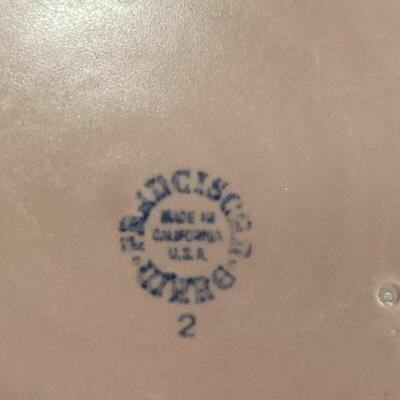 FRANCISCAN WARE
MADE IN
CALIFORNIA
U.S.A.
2